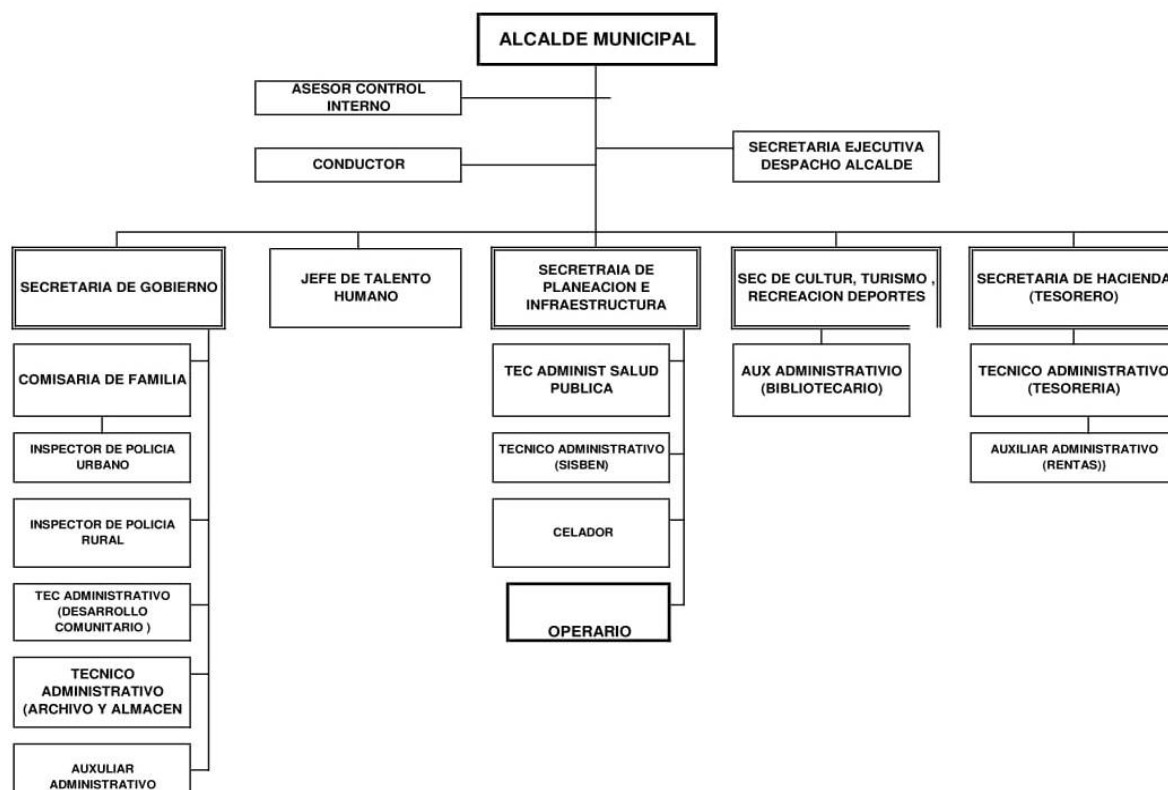 ALCALDE MUNICIPAL
ASESOR CONTROL
INTERNO
CONDUCTOR
SECRETARIA EJECUTIVA
DESPACHO ALCALDE
SECRETARIA DE GOBIERNO
JEFE DE TALENTO
HUMANO
SECRETRAIA DE
PLANEACION E
INFRAESTRUCTURA
SEC DE CULTUR, TURISMO ,
RECREACION DEPORTES
SECRETARIA DE HACIENDA
(TESORERO)
COMISARIA DE FAMILIA
INSPECTOR DE POLICIA
URBANO
INSPECTOR DE POLICIA
RURAL
TEC ADMINISTRATIVO
(DESARROLLO
COMUNITARIO )
TECNICO
ADMINISTRATIVO
(ARCHIVO Y ALMACEN
AUXULIAR
ADMINISTRATIVO
TEC ADMINIST SALUD
PUBLICA
TECNICO ADMINISTRATIVO
(SISBEN)
CELADOR
OPERARIO
AUX ADMINISTRATIVIO
(BIBLIOTECARIO)
TECNICO ADMINISTRATIVO
(TESORERIA)
AUXILIAR ADMINISTRATIVO
(RENTAS)}